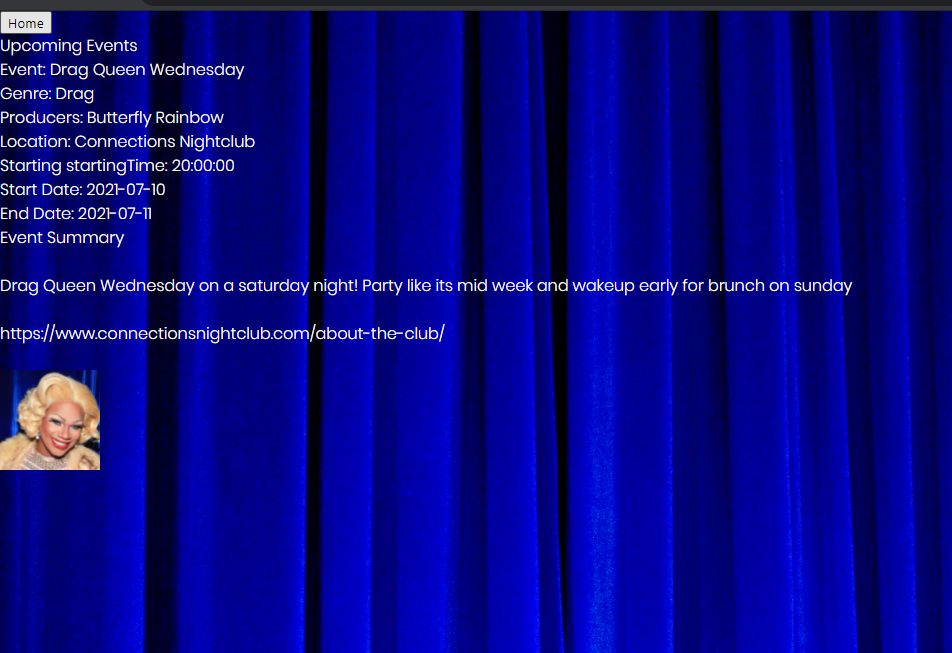 Home
Upcoming Events
Event: Drag Queen Wednesday
Genre: Drag
Producers: Butterfly Rainbow
Location: Connections Nightclub
Starting startingTime: 20:00:00
Start Date: 2021-07-10
End Date: 2021-07-11
Event Summary
Drag Queen Wednesday on a saturday night! Party like its mid week and wakeup early for brunch on sunday
https://www.connectionsnightclub.com/about-the-club/